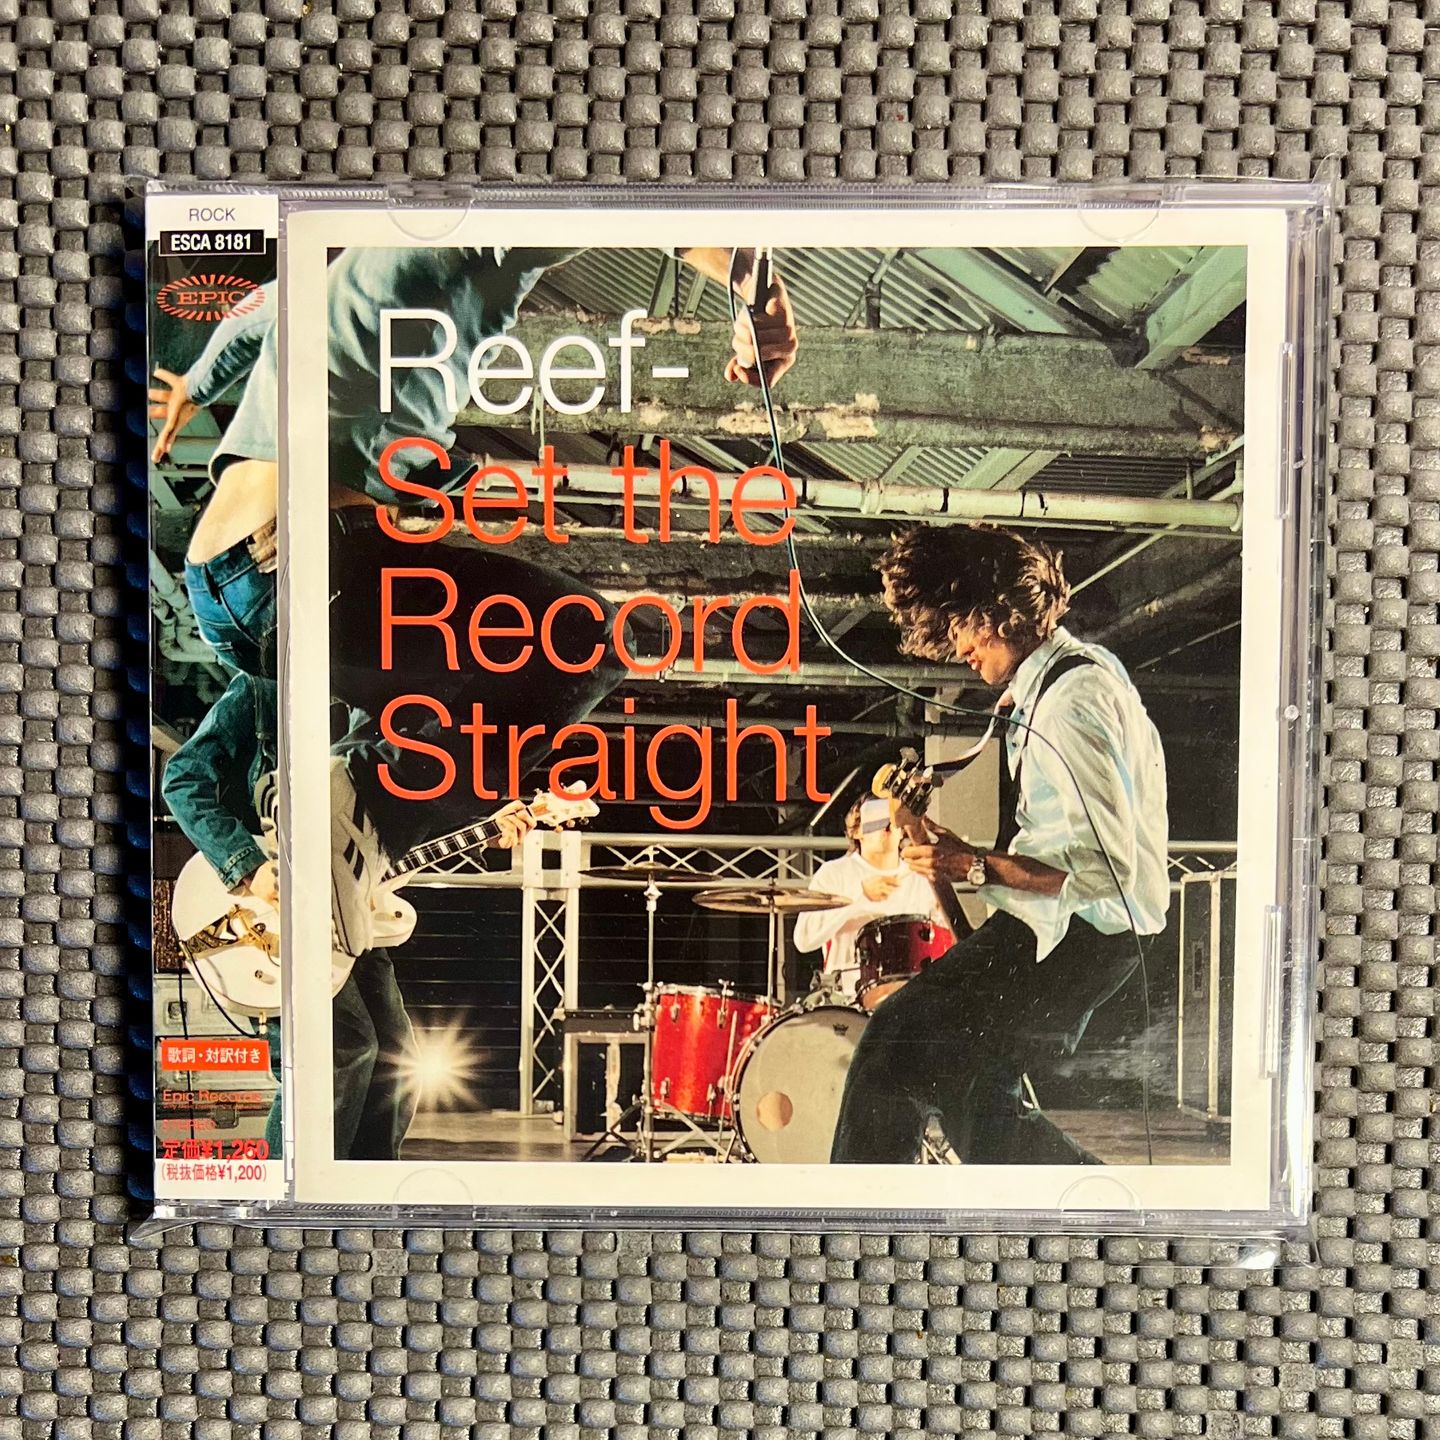 ROCK
ESCA 8181
EPIC
Reef-
Set the
Record
Straight
歌詞・対訳付き
Epic Records
STEREO
定価¥1,260
(税抜価格¥1,200)